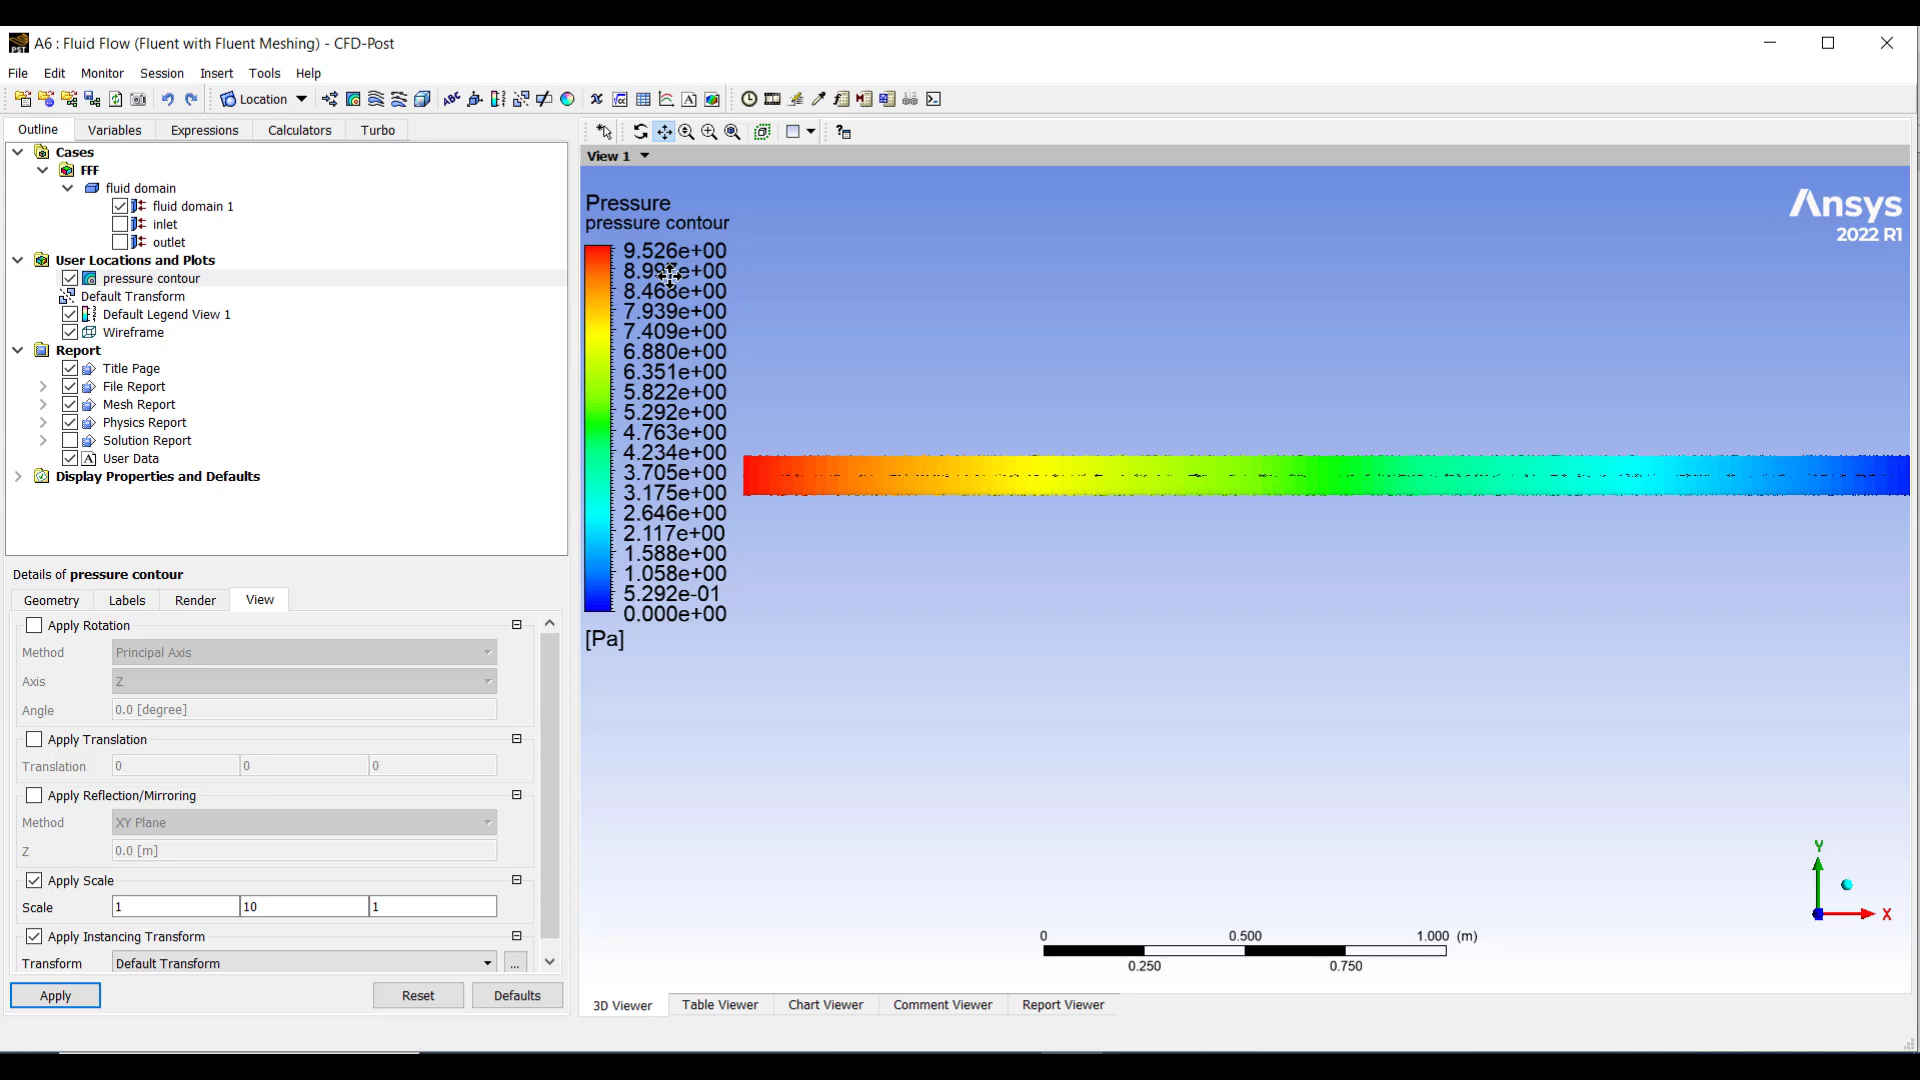 A6 : Fluid Flow (Fluent with Fluent Meshing) - CFD-Post
File Edit Monitor Session Insert Tools Help
Location
Outline Variables Expressions Calculators Turbo
Cases
FFF
fluid domain
fluid domain 1
inlet
outlet
User Locations and Plots
pressure contour
Default Transform
Default Legend View 1
Wireframe
Report
Title Page
File Report
Mesh Report
Physics Report
Solution Report
User Data
Display Properties and Defaults
Details of pressure contour
Geometry Labels Render View
Apply Rotation
Method Principal Axis
Axis Z
Angle 0.0 [degree]
Apply Translation
Translation 0 0 0
Apply Reflection/Mirroring
Method XY Plane
Z 0.0 [m]
Apply Scale
Scale 1 10 1
Apply Instancing Transform
Transform Default Transform ...
Apply Reset Defaults
View 1
Pressure
pressure contour
9.526e+00
8.468e+00
7.939e+00
7.409e+00
6.880e+00
6.351e+00
5.822e+00
5.292e+00
4.763e+00
4.234e+00
3.705e+00
3.175e+00
2.646e+00
2.117e+00
1.588e+00
1.058e+00
5.292e-01
0.000e+00
[Pa]
Ansys
2022 R1
Y
X
0 0.500 1.000 (m)
0.250 0.750
3D Viewer Table Viewer Chart Viewer Comment Viewer Report Viewer